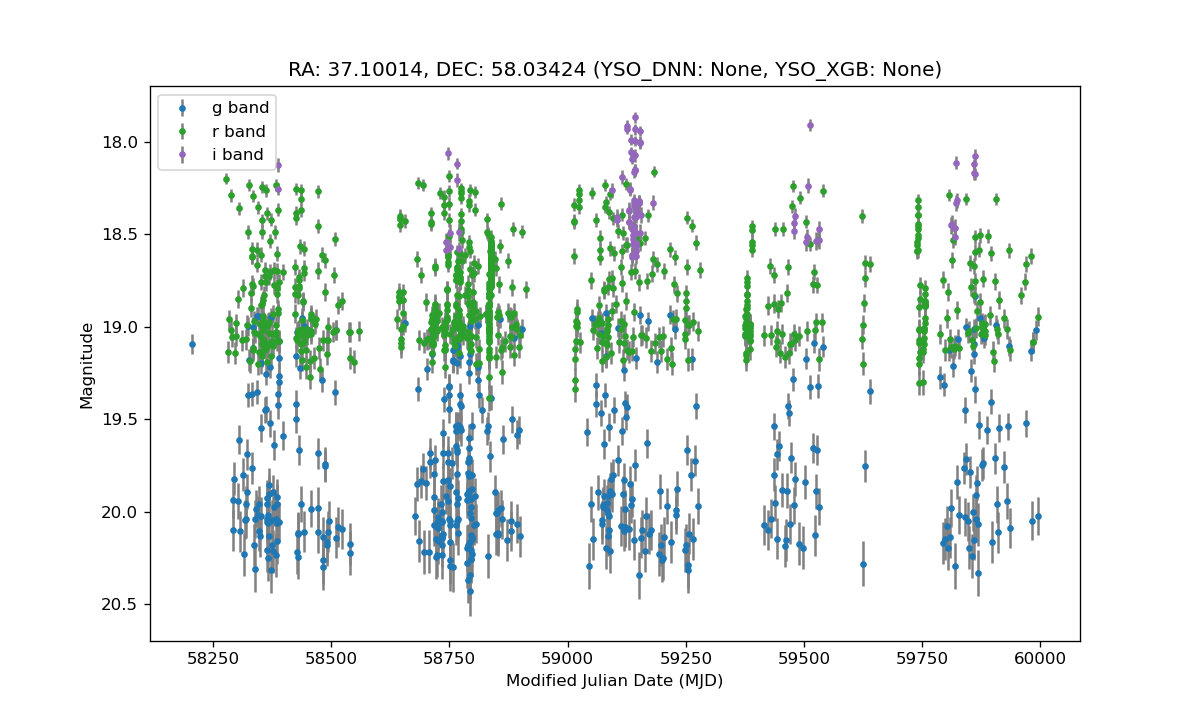 RA: 37.10014, DEC: 58.03424 (YSO_DNN: None, YSO_XGB: None)
g band
r band
i band
18.0
18.5
19.0
19.5
20.0
20.5
Magnitude
58250 58500 58750 59000 59250 59500 59750 60000
Modified Julian Date (MJD)